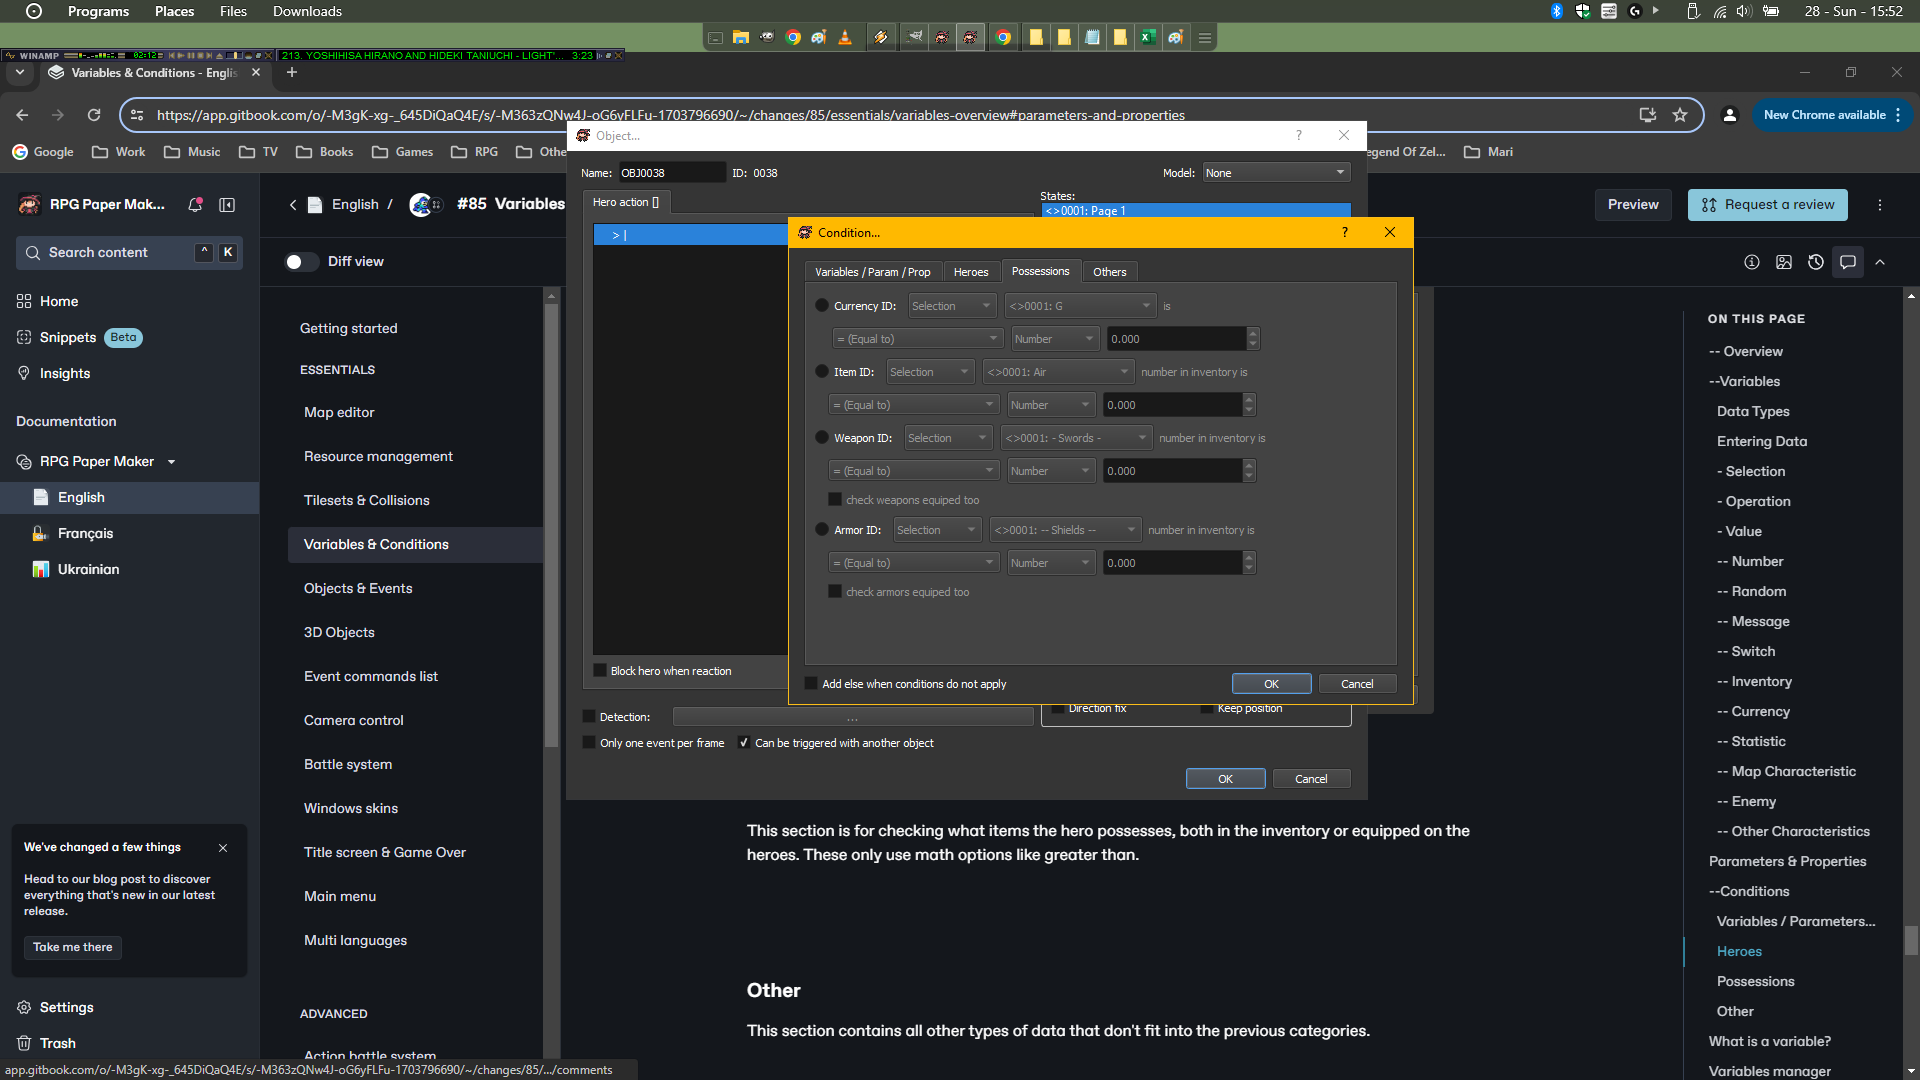 Programs
Places
Files
Downloads
28 - Sun - 15:52
WINAMP
02:12
213. YOSHIHISA HIRANO AND HIDEKI TANIUCHI - LIGHT'... 3:23
Variables & Conditions - Englis
https://app.gitbook.com/o/-M3gK-xg-_645DiQaQ4E/s/-M363zQNw4J-oG6yFLFu-1703796690/~/changes/85/essentials/variables-overview#parameters-and-properties
New Chrome available
Google
Work
Music
TV
Books
Games
RPG
Othe
egend Of Zel...
Mari
RPG Paper Mak...
Search content
^ K
Home
Snippets Beta
Insights
Documentation
RPG Paper Maker
English
Français
Ukrainian
We've changed a few things
Head to our blog post to discover
everything that's new in our latest
release.
Take me there
Settings
Trash
app.gitbook.com/o/-M3gK-xg-_645DiQaQ4E/s/-M363zQNw4J-oG6yFLFu-1703796690/~/changes/85/.../comments
English /
#85 Variables
Preview
Request a review
Diff view
Getting started
ESSENTIALS
Map editor
Resource management
Tilesets & Collisions
Variables & Conditions
Objects & Events
3D Objects
Event commands list
Camera control
Battle system
Windows skins
Title screen & Game Over
Main menu
Multi languages
ADVANCED
Action battle system
Object...
?
Name: OBJ0038 ID: 0038
Model: None
Hero action []
States:
<>0001: Page 1
> |
Block hero when reaction
Detection: ...
Direction fix
Keep position
Only one event per frame
Can be triggered with another object
OK
Cancel
Condition...
?
Variables / Param / Prop
Heroes
Possessions
Others
Currency ID: Selection <>0001: G is
= (Equal to) Number 0.000
Item ID: Selection <>0001: Air number in inventory is
= (Equal to) Number 0.000
Weapon ID: Selection <>0001: - Swords - number in inventory is
= (Equal to) Number 0.000
check weapons equiped too
Armor ID: Selection <>0001: -- Shields -- number in inventory is
= (Equal to) Number 0.000
check armors equiped too
Add else when conditions do not apply
OK
Cancel
This section is for checking what items the hero possesses, both in the inventory or equipped on the
heroes. These only use math options like greater than.
Other
This section contains all other types of data that don't fit into the previous categories.
ON THIS PAGE
-- Overview
--Variables
Data Types
Entering Data
- Selection
- Operation
- Value
-- Number
-- Random
-- Message
-- Switch
-- Inventory
-- Currency
-- Statistic
-- Map Characteristic
-- Enemy
-- Other Characteristics
Parameters & Properties
--Conditions
Variables / Parameters...
Heroes
Possessions
Other
What is a variable?
Variables manager